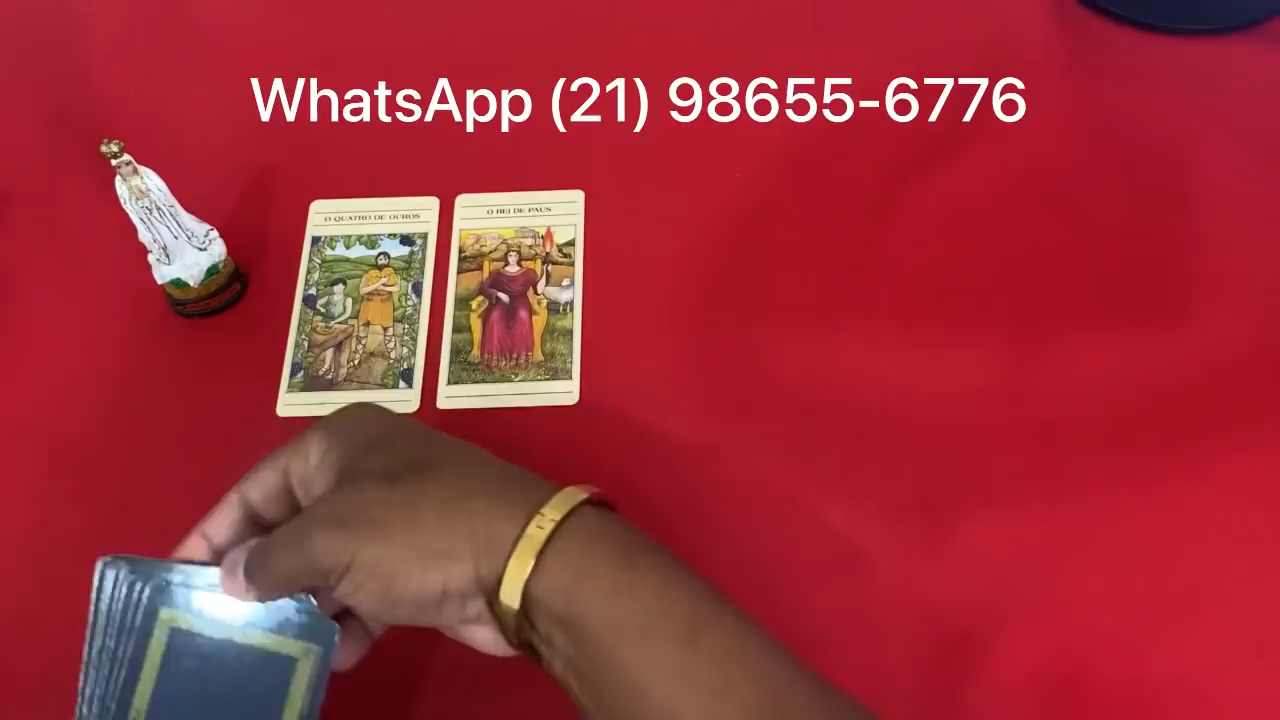 WhatsApp (21) 98655-6776
O QUATRO DE OUROS
O REI DE PAUS